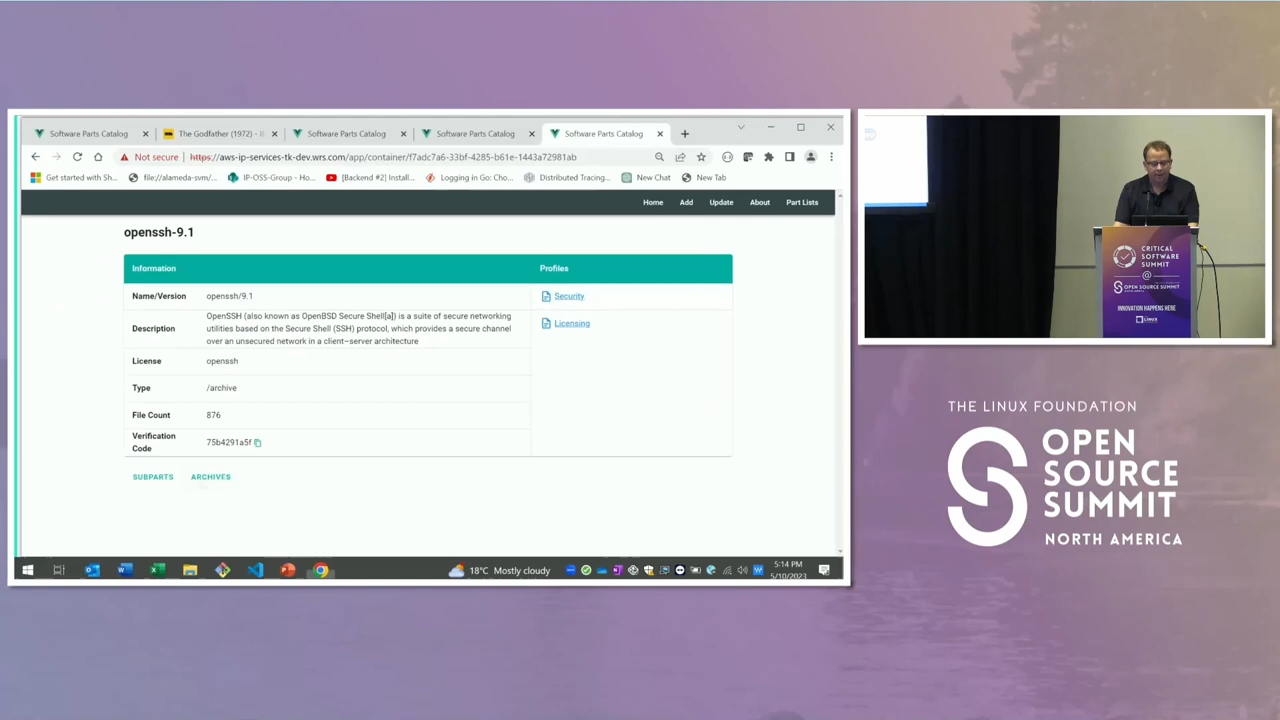 Software Parts Catalog
The Godfather (1972) - I
Software Parts Catalog
Software Parts Catalog
Software Parts Catalog
Not secure
https://aws-ip-services-tk-dev.wrs.com/app/container/f7adc7a6-33bf-4285-b61e-1443a72981ab
Get started with Sh...
file://alameda-svm/...
IP-OSS-Group - Ho...
[Backend #2] Install...
Logging in Go: Cho...
Distributed Tracing...
New Chat
New Tab
Home
Add
Update
About
Part Lists
openssh-9.1
Information
Profiles
Name/Version
openssh/9.1
Security
Description
OpenSSH (also known as OpenBSD Secure Shell[a]) is a suite of secure networking
utilities based on the Secure Shell (SSH) protocol, which provides a secure channel
over an unsecured network in a client–server architecture
Licensing
License
openssh
Type
/archive
File Count
876
Verification
Code
75b4291a5f
SUBPARTS
ARCHIVES
18°C Mostly cloudy
5:14 PM
5/10/2023
CRITICAL
SOFTWARE
SUMMIT
@
OPEN SOURCE SUMMIT
INNOVATION HAPPENS HERE
THE LINUX FOUNDATION
OPEN
SOURCE
SUMMIT
NORTH AMERICA